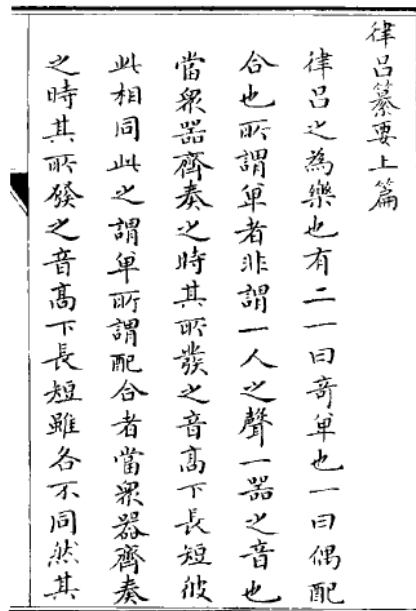 律呂纂要上篇
律呂之為樂也有二一曰竒單也一曰偶配
合也所謂单者非謂一人之聲一器之音也
當衆器齊奏之時其所發之音髙下長短彼
此相同此之謂单所謂配合者當衆器齊奏
之時其所發之音髙下長短雖各不同然其